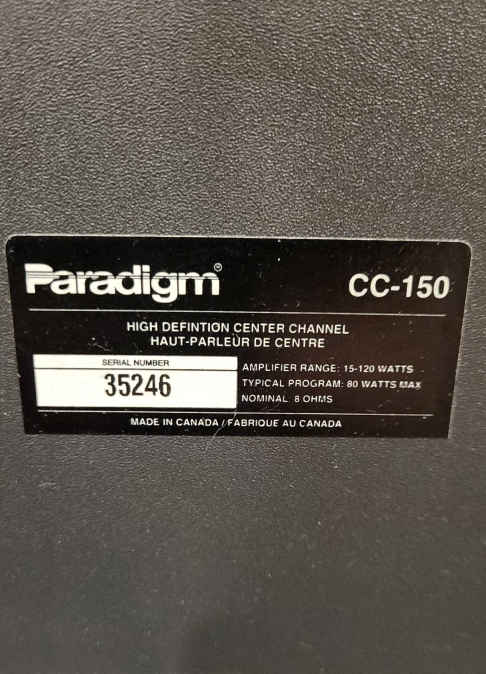 Paradigm® CC-150
HIGH DEFINTION CENTER CHANNEL
HAUT-PARLEUR DE CENTRE
SERIAL NUMBER
35246
AMPLIFIER RANGE: 15-120 WATTS
TYPICAL PROGRAM: 80 WATTS MAX
NOMINAL 8 OHMS
MADE IN CANADA / FABRIQUE AU CANADA